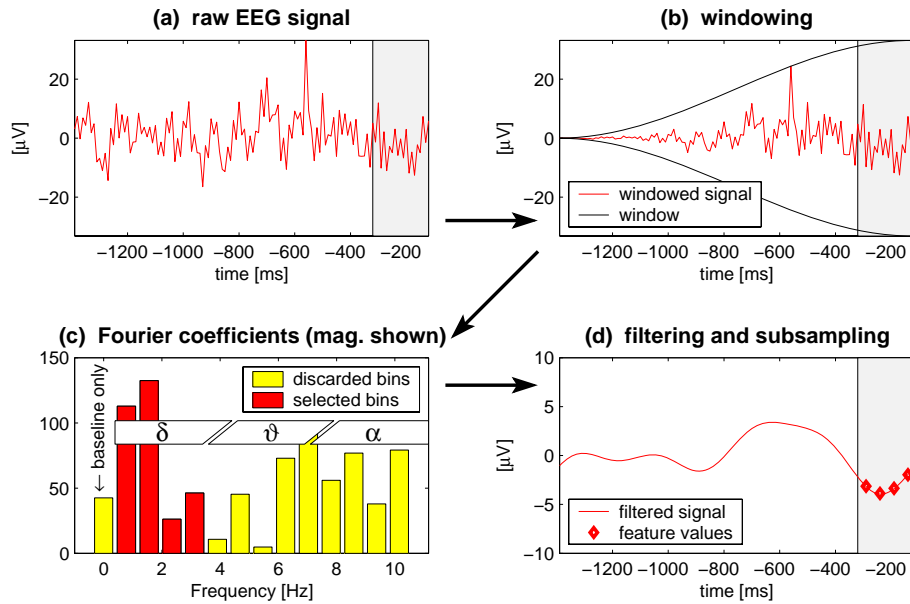 (a) raw EEG signal
20
0
−20
[μV]
−1200 −1000 −800 −600 −400 −200
time [ms]
(b) windowing
20
0
−20
[μV]
windowed signal
window
−1200 −1000 −800 −600 −400 −200
time [ms]
(c) Fourier coefficients (mag. shown)
150
100
50
0
baseline only
discarded bins
selected bins
δ ϑ α
0 2 4 6 8 10
Frequency [Hz]
(d) filtering and subsampling
10
5
0
−5
−10
[μV]
filtered signal
feature values
−1200 −1000 −800 −600 −400 −200
time [ms]